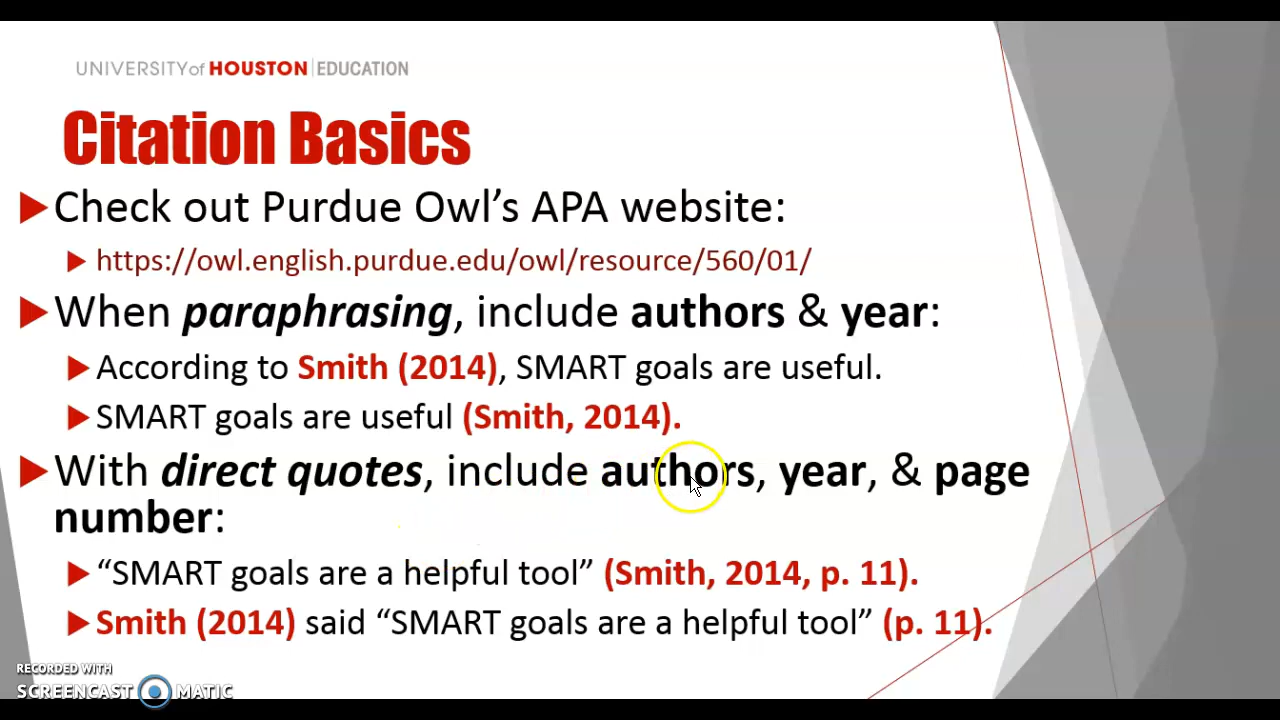 UNIVERSITYof HOUSTON | EDUCATION
Citation Basics
Check out Purdue Owl’s APA website:
https://owl.english.purdue.edu/owl/resource/560/01/
When paraphrasing, include authors & year:
According to Smith (2014), SMART goals are useful.
SMART goals are useful (Smith, 2014).
With direct quotes, include authors, year, & page
number:
“SMART goals are a helpful tool” (Smith, 2014, p. 11).
Smith (2014) said “SMART goals are a helpful tool” (p. 11).
RECORDED WITH
SCREENCAST MATIC